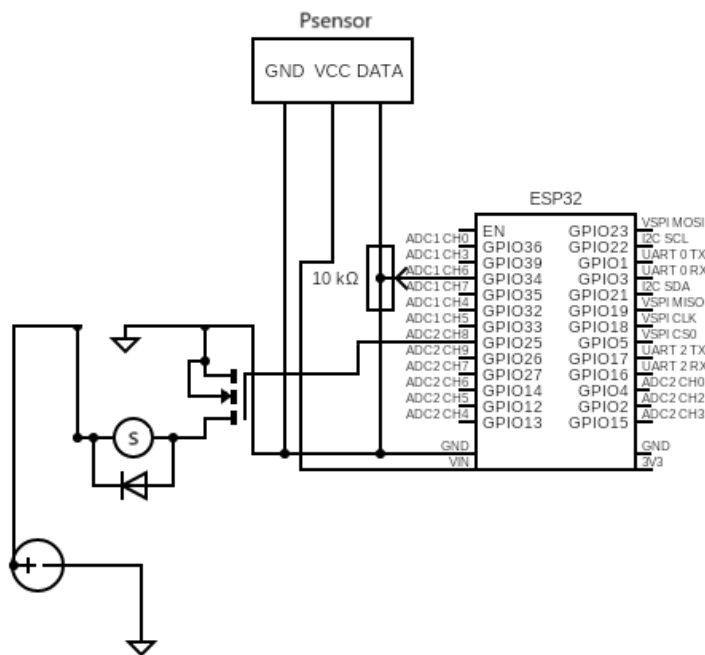 Psensor
GND VCC DATA
ESP32
VSPI MOSI
EN GPIO23
ADC1 CH0 I2C SCL
GPIO36 GPIO22
ADC1 CH3 UART 0 TX
GPIO39 GPIO1
ADC1 CH6 UART 0 RX
10 kΩ GPIO34 GPIO3
ADC1 CH7 I2C SDA
GPIO35 GPIO21
ADC1 CH4 VSPI MISO
GPIO32 GPIO19
ADC1 CH5 VSPI CLK
GPIO33 GPIO18
ADC2 CH8 VSPI CS0
GPIO25 GPIO5
ADC2 CH9 UART 2 TX
GPIO26 GPIO17
ADC2 CH7 UART 2 RX
GPIO27 GPIO16
ADC2 CH6 ADC2 CH0
GPIO14 GPIO4
ADC2 CH5 ADC2 CH2
GPIO12 GPIO2
ADC2 CH4 ADC2 CH3
GPIO13 GPIO15
S
GND GND
VIN 3V3